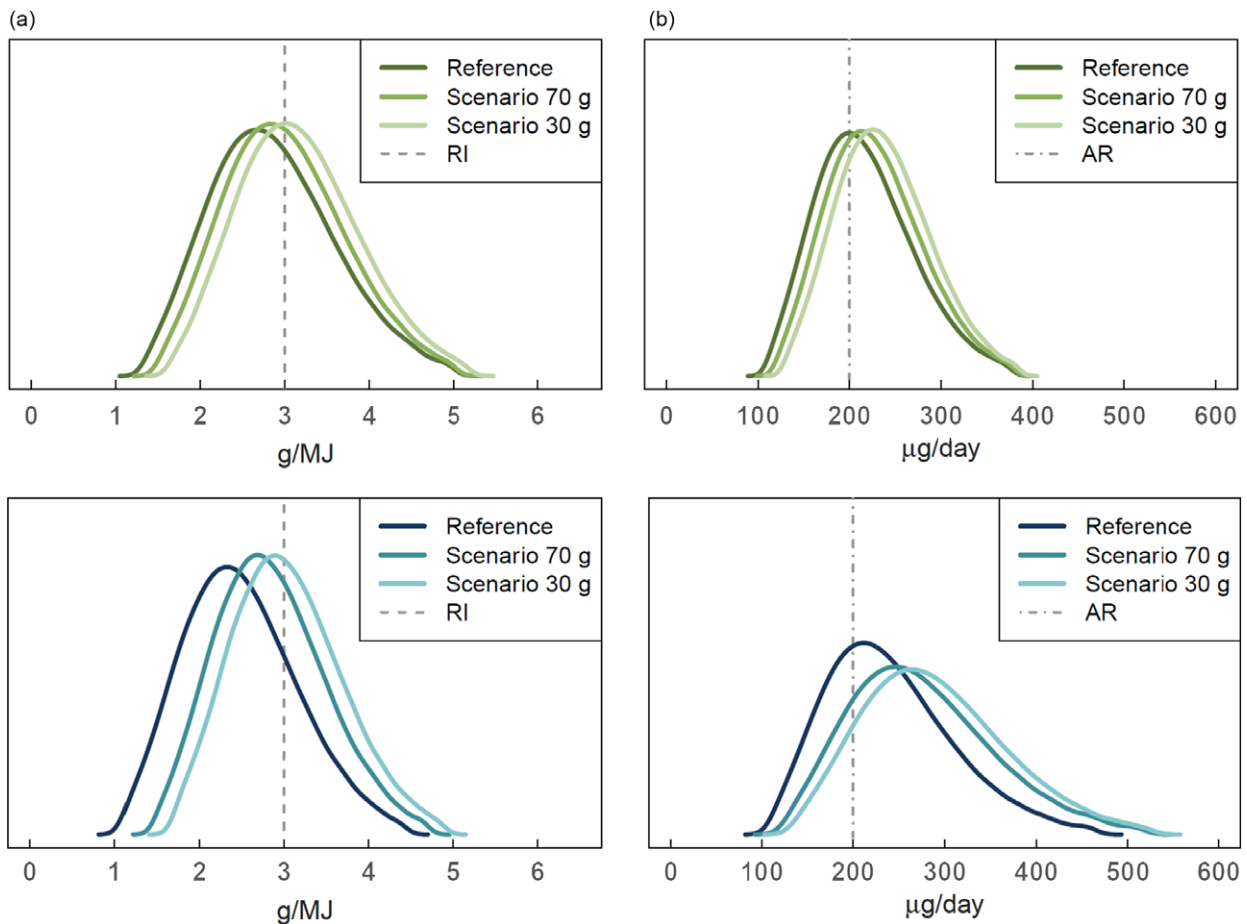 (a)
Reference
Scenario 70 g
Scenario 30 g
RI
0 1 2 3 4 5 6
g/MJ
(b)
Reference
Scenario 70 g
Scenario 30 g
AR
0 100 200 300 400 500 600
μg/day
Reference
Scenario 70 g
Scenario 30 g
RI
0 1 2 3 4 5 6
g/MJ
Reference
Scenario 70 g
Scenario 30 g
AR
0 100 200 300 400 500 600
μg/day